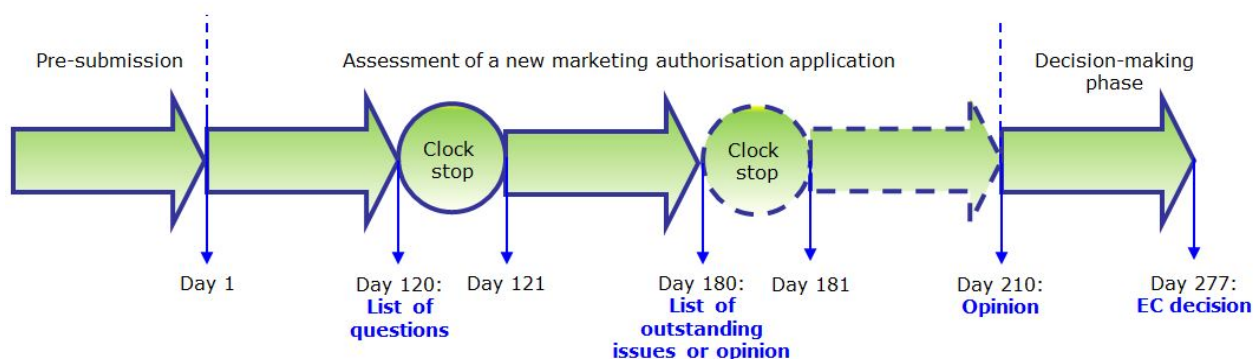 Pre-submission
Assessment of a new marketing authorisation application
Decision-making
phase
Clock
stop
Clock
stop
Day 1
Day 120:
List of
questions
Day 121
Day 180:
List of
outstanding
issues or opinion
Day 181
Day 210:
Opinion
Day 277:
EC decision